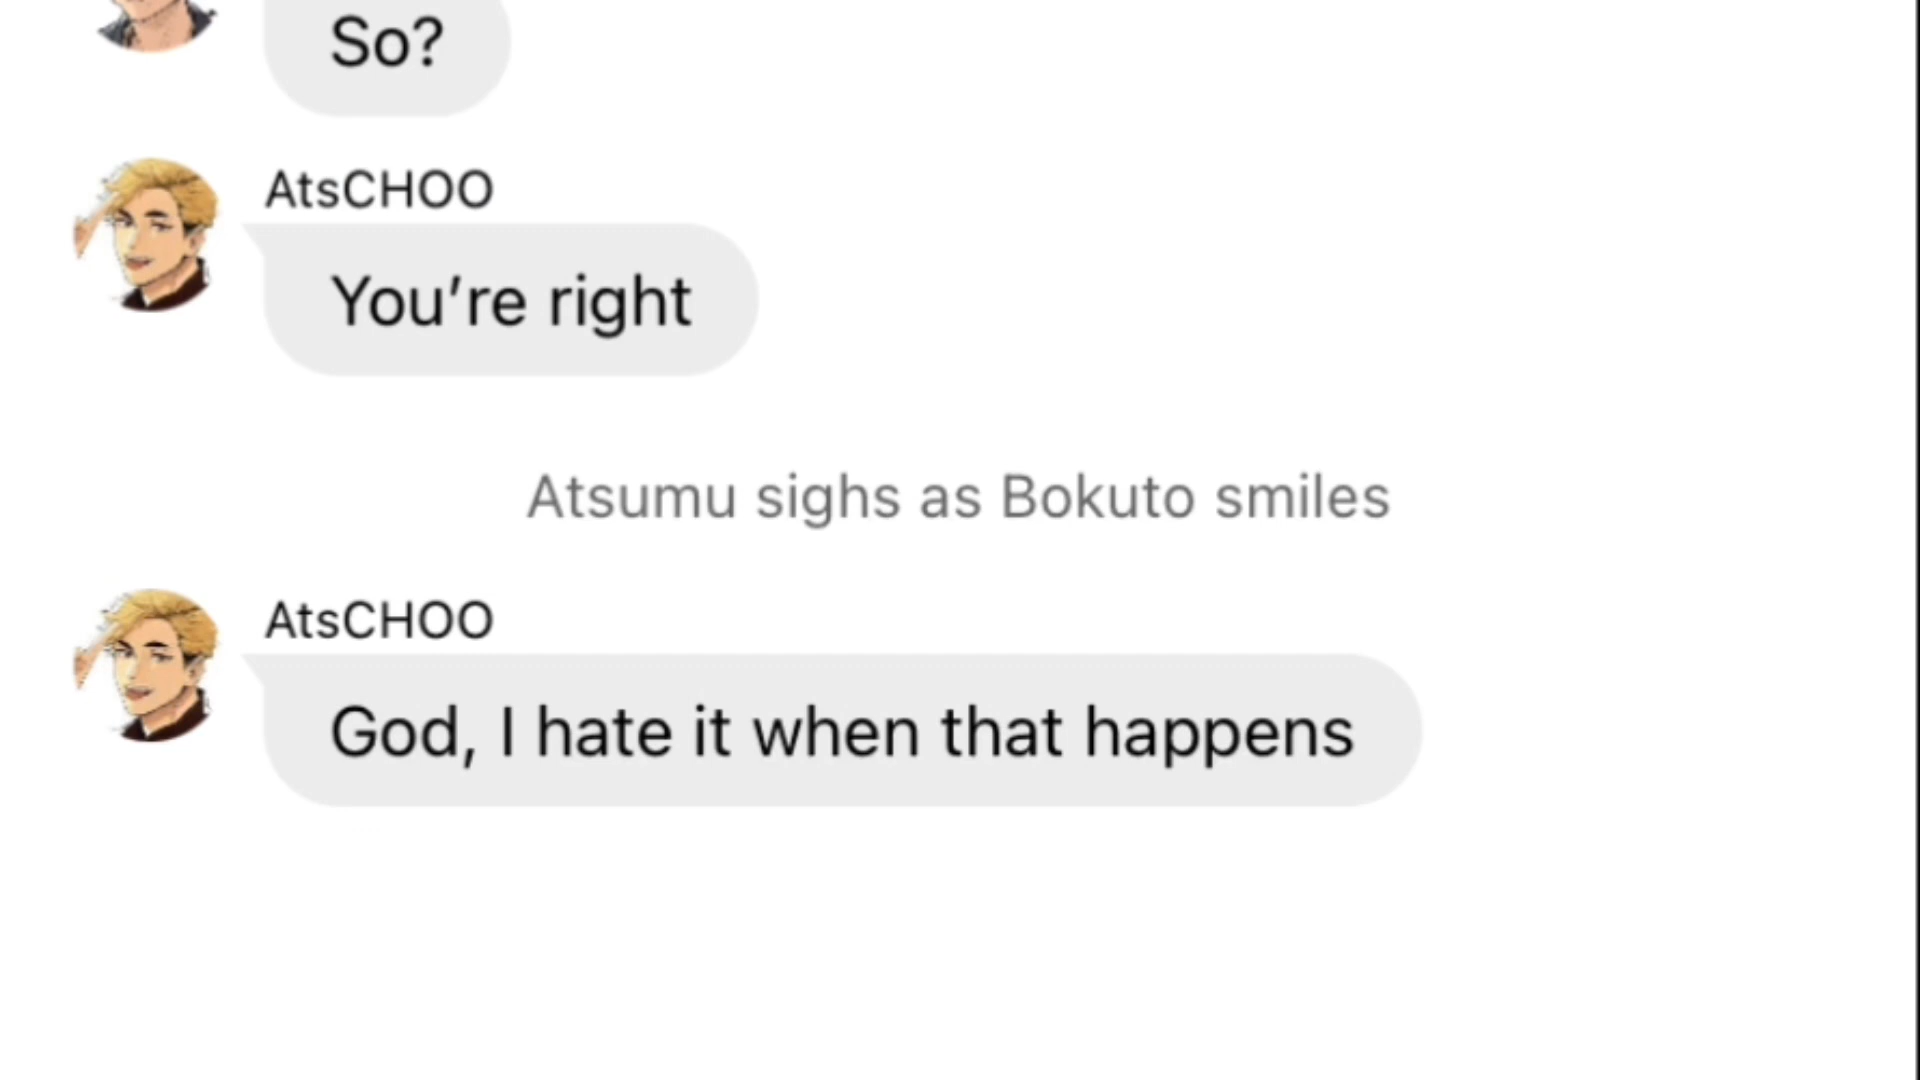 So?
AtsCHOO
You’re right
Atsumu sighs as Bokuto smiles
AtsCHOO
God, I hate it when that happens